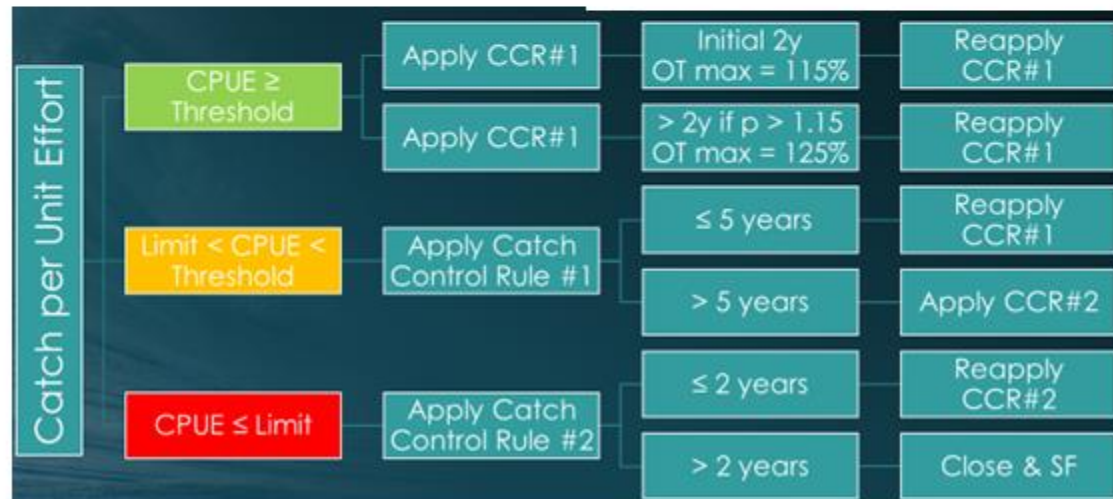 Catch per Unit Effort
CPUE ≥
Threshold
Apply CCR#1
Initial 2y
OT max = 115%
Reapply
CCR#1
Apply CCR#1
> 2y if p > 1.15
OT max = 125%
Reapply
CCR#1
Limit < CPUE <
Threshold
Apply Catch
Control Rule #1
≤ 5 years
Reapply
CCR#1
> 5 years
Apply CCR#2
CPUE ≤ Limit
Apply Catch
Control Rule #2
≤ 2 years
Reapply
CCR#2
> 2 years
Close & SF